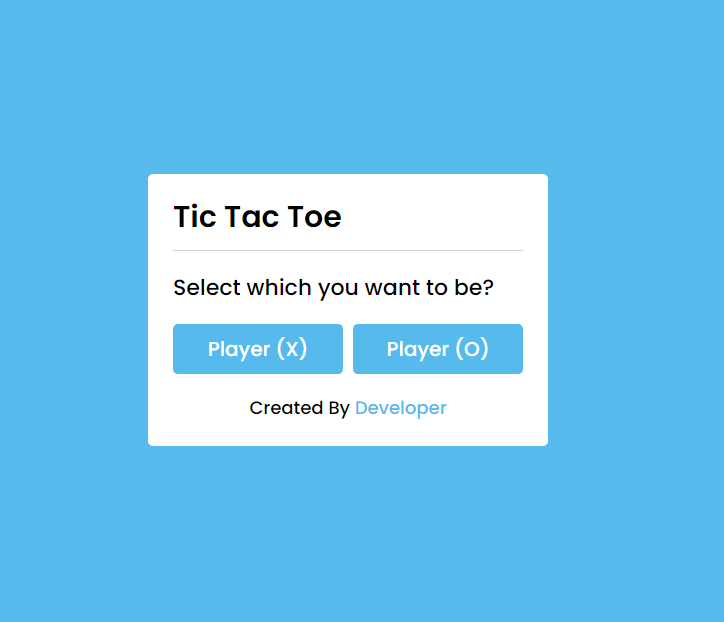 Tic Tac Toe
Select which you want to be?
Player (X) Player (O)
Created By Developer